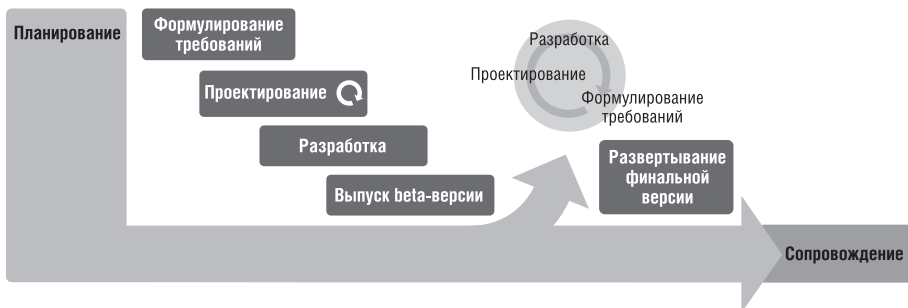 Планирование
Формулирование
требований
Проектирование
Разработка
Выпуск beta-версии
Разработка
Проектирование
Формулирование
требований
Развертывание
финальной
версии
Сопровождение